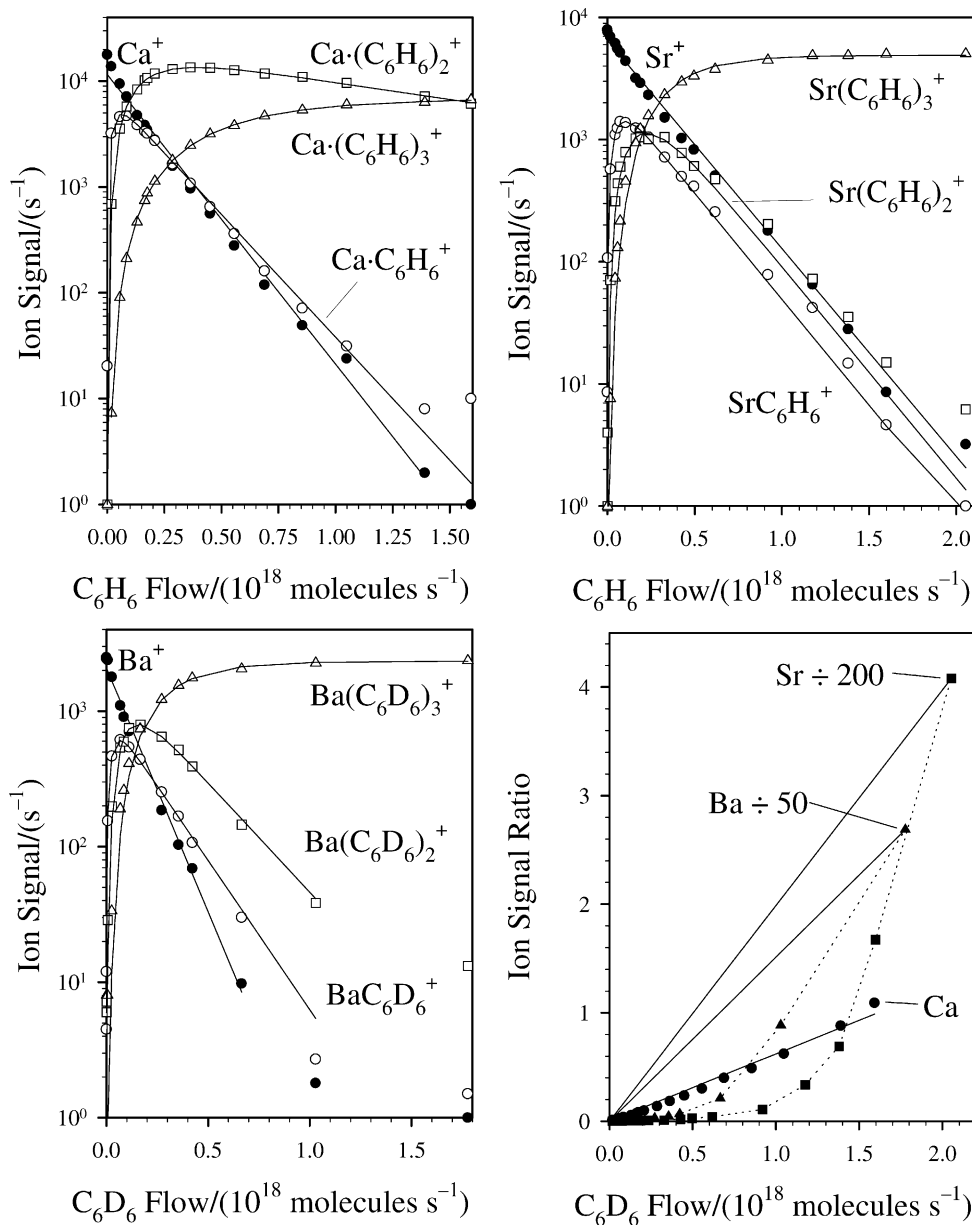 Ion Signal/(s⁻¹)
10⁴
10³
10²
10¹
10⁰
Ca⁺
Ca·(C₆H₆)₂⁺
Ca·(C₆H₆)₃⁺
Ca·C₆H₆⁺
0.00 0.25 0.50 0.75 1.00 1.25 1.50
C₆H₆ Flow/(10¹⁸ molecules s⁻¹)
Ion Signal/(s⁻¹)
10⁴
10³
10²
10¹
10⁰
Sr⁺
Sr(C₆H₆)₃⁺
Sr(C₆H₆)₂⁺
SrC₆H₆⁺
0.0 0.5 1.0 1.5 2.0
C₆H₆ Flow/(10¹⁸ molecules s⁻¹)
Ion Signal/(s⁻¹)
10³
10²
10¹
10⁰
Ba⁺
Ba(C₆D₆)₃⁺
Ba(C₆D₆)₂⁺
BaC₆D₆⁺
0.0 0.5 1.0 1.5
C₆D₆ Flow/(10¹⁸ molecules s⁻¹)
Ion Signal Ratio
4
3
2
1
0
Sr ÷ 200
Ba ÷ 50
Ca
0.0 0.5 1.0 1.5 2.0
C₆D₆ Flow/(10¹⁸ molecules s⁻¹)